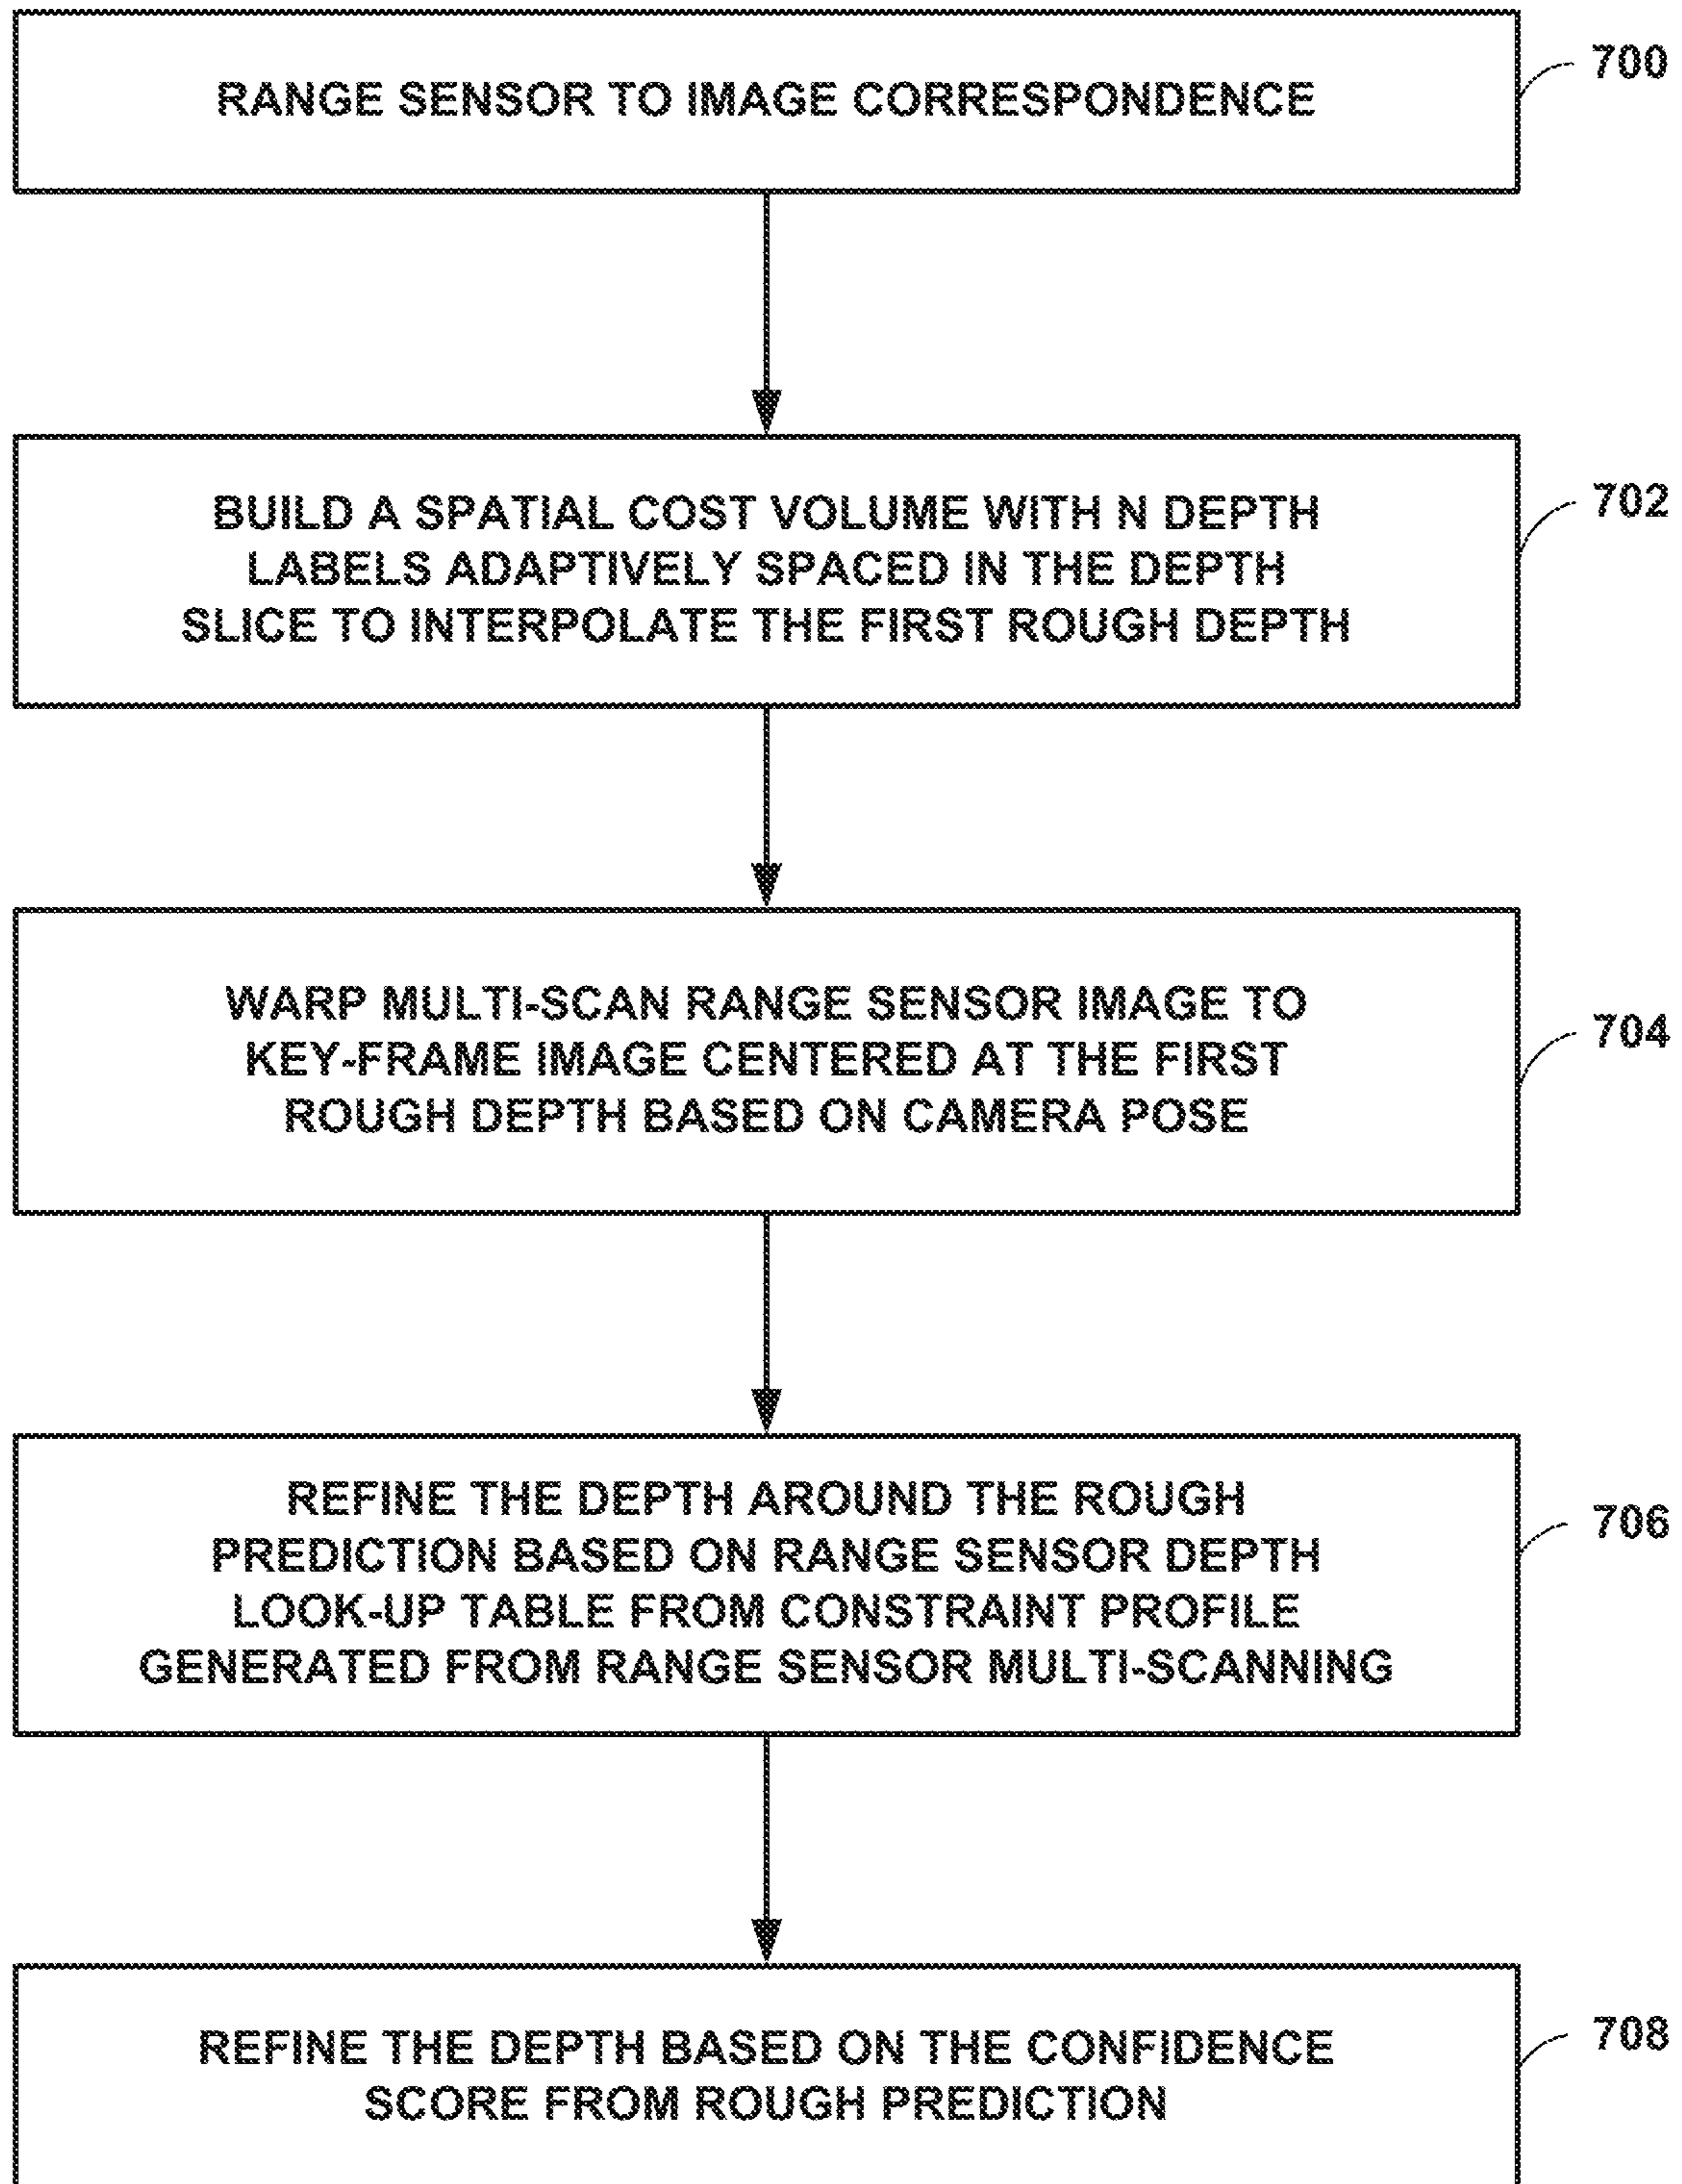 RANGE SENSOR TO IMAGE CORRESPONDENCE
700
BUILD A SPATIAL COST VOLUME WITH N DEPTH
LABELS ADAPTIVELY SPACED IN THE DEPTH
SLICE TO INTERPOLATE THE FIRST ROUGH DEPTH
702
WARP MULTI-SCAN RANGE SENSOR IMAGE TO
KEY-FRAME IMAGE CENTERED AT THE FIRST
ROUGH DEPTH BASED ON CAMERA POSE
704
REFINE THE DEPTH AROUND THE ROUGH
PREDICTION BASED ON RANGE SENSOR DEPTH
LOOK-UP TABLE FROM CONSTRAINT PROFILE
GENERATED FROM RANGE SENSOR MULTI-SCANNING
706
REFINE THE DEPTH BASED ON THE CONFIDENCE
SCORE FROM ROUGH PREDICTION
708